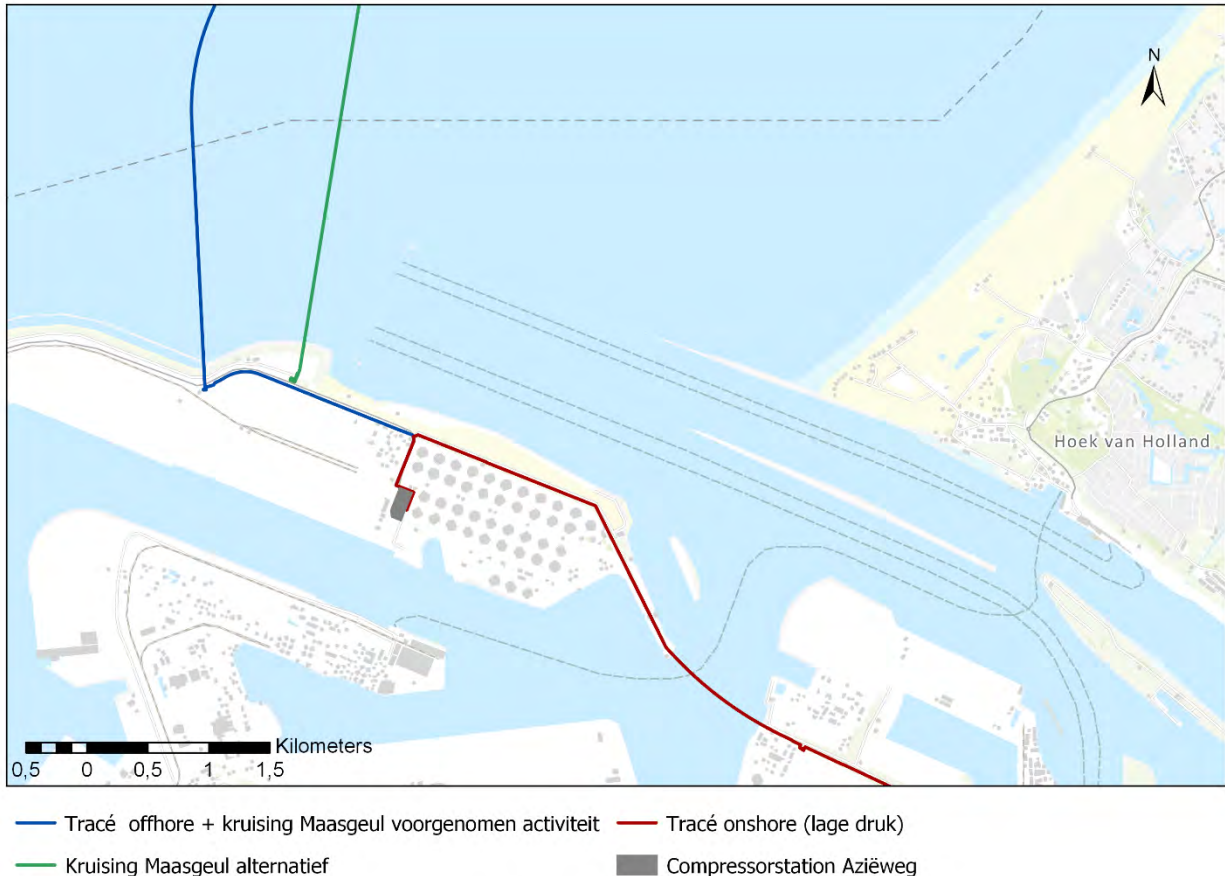 N
Hoek van Holland
Kilometers
0,5 0 0,5 1 1,5
Tracé offhore + kruising Maasgeul voorgenomen activiteit
Tracé onshore (lage druk)
Kruising Maasgeul alternatief
Compressorstation Aziëweg